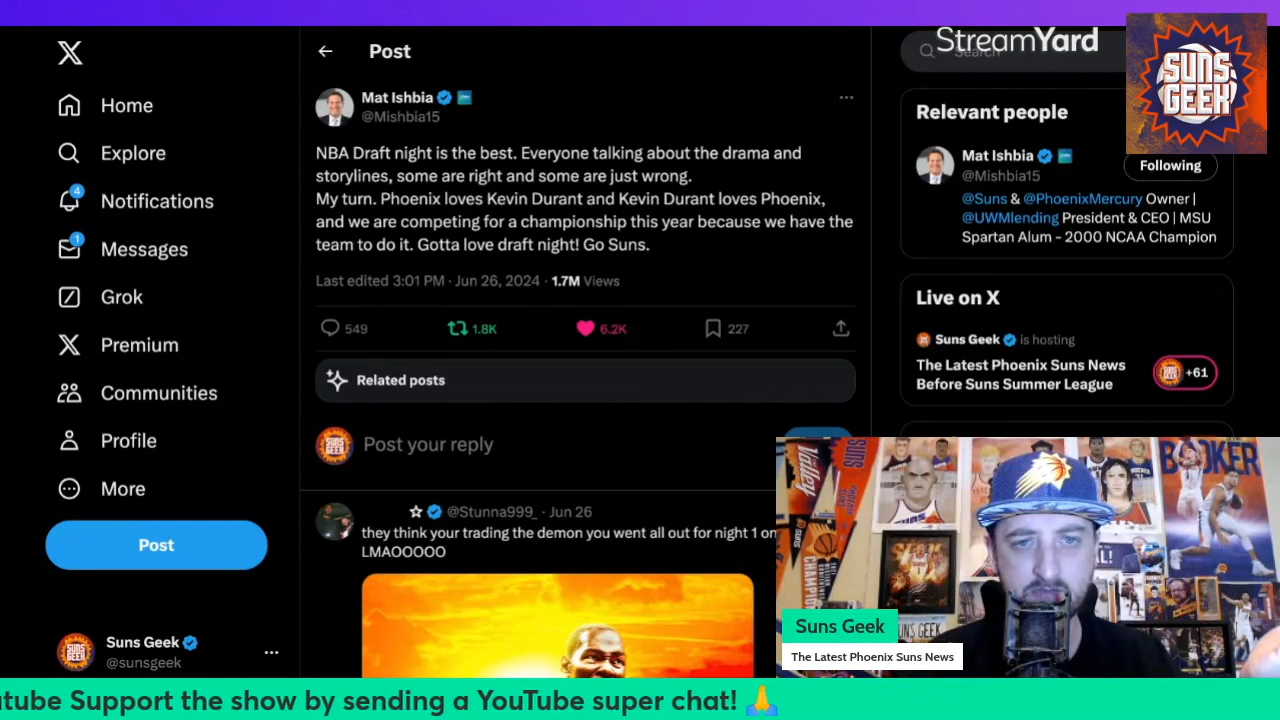 StreamYard
SUNS
GEEK
Home
Explore
4
Notifications
1
Messages
Grok
Premium
Communities
Profile
More
Post
Suns Geek
@sunsgeek
Post
Mat Ishbia
@Mishbia15
NBA Draft night is the best. Everyone talking about the drama and
storylines, some are right and some are just wrong.
My turn. Phoenix loves Kevin Durant and Kevin Durant loves Phoenix,
and we are competing for a championship this year because we have the
team to do it. Gotta love draft night! Go Suns.
Last edited 3:01 PM · Jun 26, 2024 · 1.7M Views
549 1.8K 6.2K 227
Related posts
Post your reply
@Stunna999_ · Jun 26
they think your trading the demon you went all out for night 1 on
LMAOOOOO
Search
Relevant people
Mat Ishbia
@Mishbia15
Following
@Suns & @PhoenixMercury Owner |
@UWMlending President & CEO | MSU
Spartan Alum - 2000 NCAA Champion
Live on X
Suns Geek is hosting
The Latest Phoenix Suns News
Before Suns Summer League
+61
Valley
SUNS
BOOKER
SUNS GEEK
Suns Geek
The Latest Phoenix Suns News
utube Support the show by sending a YouTube super chat!